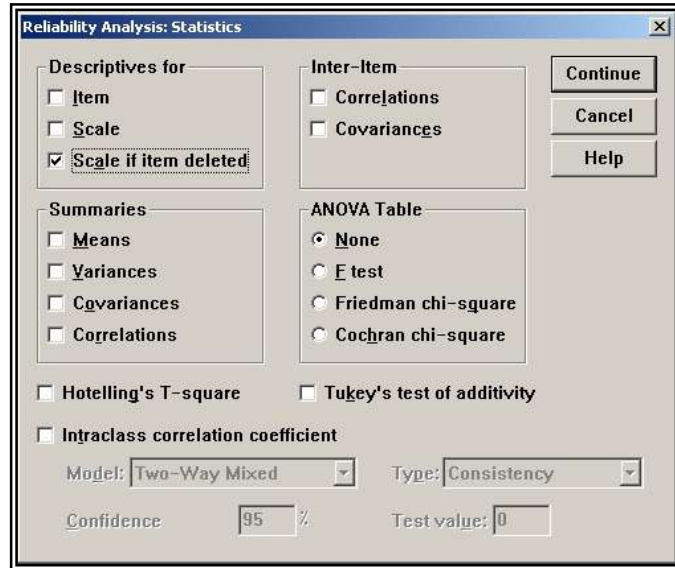 Reliability Analysis: Statistics
Descriptives for
Item
Scale
Scale if item deleted
Inter-Item
Correlations
Covariances
Continue
Cancel
Help
Summaries
Means
Variances
Covariances
Correlations
ANOVA Table
None
F test
Friedman chi-square
Cochran chi-square
Hotelling's T-square
Tukey's test of additivity
Intraclass correlation coefficient
Model: Two-Way Mixed
Type: Consistency
Confidence 95 %
Test value: 0